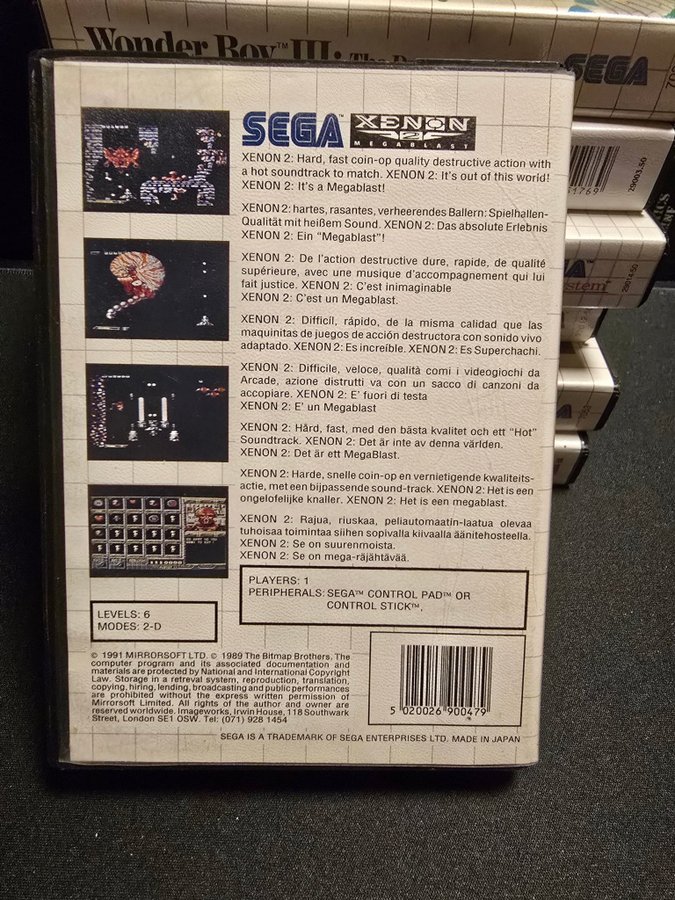 Wonder Boy™ III: The
SEGA
SEGA™ XENON
2
MEGABLAST
XENON 2: Hard, fast coin-op quality destructive action with
a hot soundtrack to match. XENON 2: It's out of this world!
XENON 2: It's a Megablast!
XENON 2: hartes, rasantes, verheerendes Ballern: Spielhallen-
Qualität mit heißem Sound. XENON 2: Das absolute Erlebnis
XENON 2: Ein "Megablast"!
XENON 2: De l'action destructive dure, rapide, de qualité
supérieure, avec une musique d'accompagnement qui lui
fait justice. XENON 2: C'est inimaginable
XENON 2: C'est un Megablast.
XENON 2: Difficíl, rápido, de la misma calidad que las
maquinitas de juegos de acción destructora con sonido vivo
adaptado. XENON 2: Es increíble. XENON 2: Es Superchachi.
XENON 2: Difficile, veloce, qualità comi i videogiochi da
Arcade, azione distrutti va con un sacco di canzoni da
accopiare. XENON 2: E' fuori di testa
XENON 2: E' un Megablast
XENON 2: Hård, fast, med den bästa kvalitet och ett "Hot"
Soundtrack. XENON 2: Det är inte av denna världen.
XENON 2: Det är ett MegaBlast.
XENON 2: Harde, snelle coin-op en vernietigende kwaliteits-
actie, met een bijpassende sound-track. XENON 2: Het is een
ongelofelijke knaller. XENON 2: Het is een megablast.
XENON 2: Rajua, riuskaa, peliautomaatin-laatua olevaa
tuhoisaa toimintaa siihen sopivalla kiivaalla äänitehosteella.
XENON 2: Se on suurenmoista.
XENON 2: Se on mega-räjähtävää.
PLAYERS: 1
PERIPHERALS: SEGA™ CONTROL PAD™ OR
CONTROL STICK™.
LEVELS: 6
MODES: 2-D
© 1991 MIRRORSOFT LTD. © 1989 The Bitmap Brothers. The
computer program and its associated documentation and
materials are protected by National and International Copyright
Law. Storage in a retreval system, reproduction, translation,
copying, hiring, lending, broadcasting and public performances
are prohibited without the express written permission of
Mirrorsoft Limited. All rights of the author and owner are
reserved worldwide. Imageworks, Irwin House, 118 Southwark
Street, London SE1 OSW. Tel: (071) 928 1454
5 020026 900479
SEGA IS A TRADEMARK OF SEGA ENTERPRISES LTD. MADE IN JAPAN